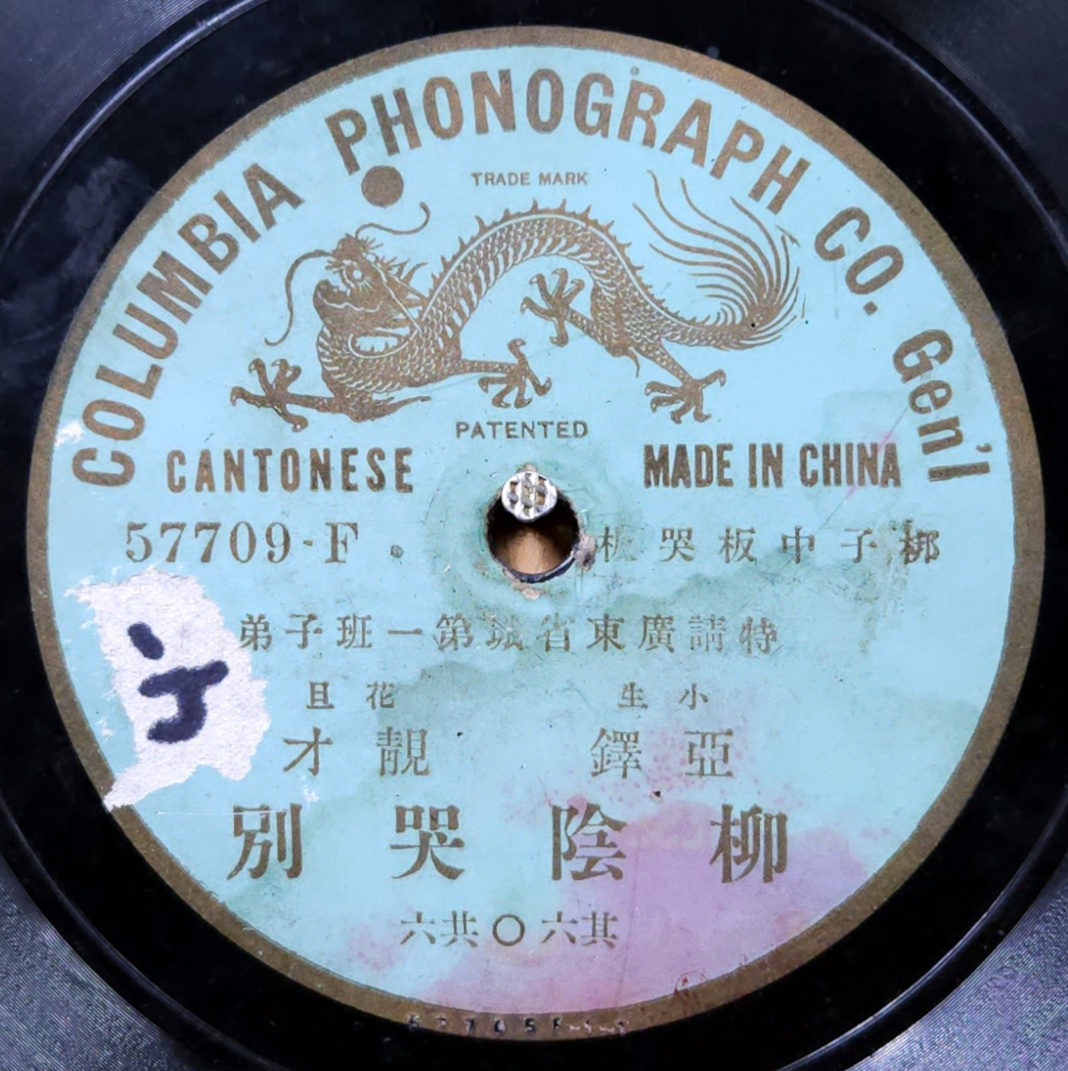 COLUMBIA PHONOGRAPH CO. Gen'l
TRADE MARK
PATENTED
CANTONESE MADE IN CHINA
57709-F 梆子中板哭
特請廣東省城第一班子弟
小生 花旦
亞鐸 靚才
柳陰哭別
其六〇共六